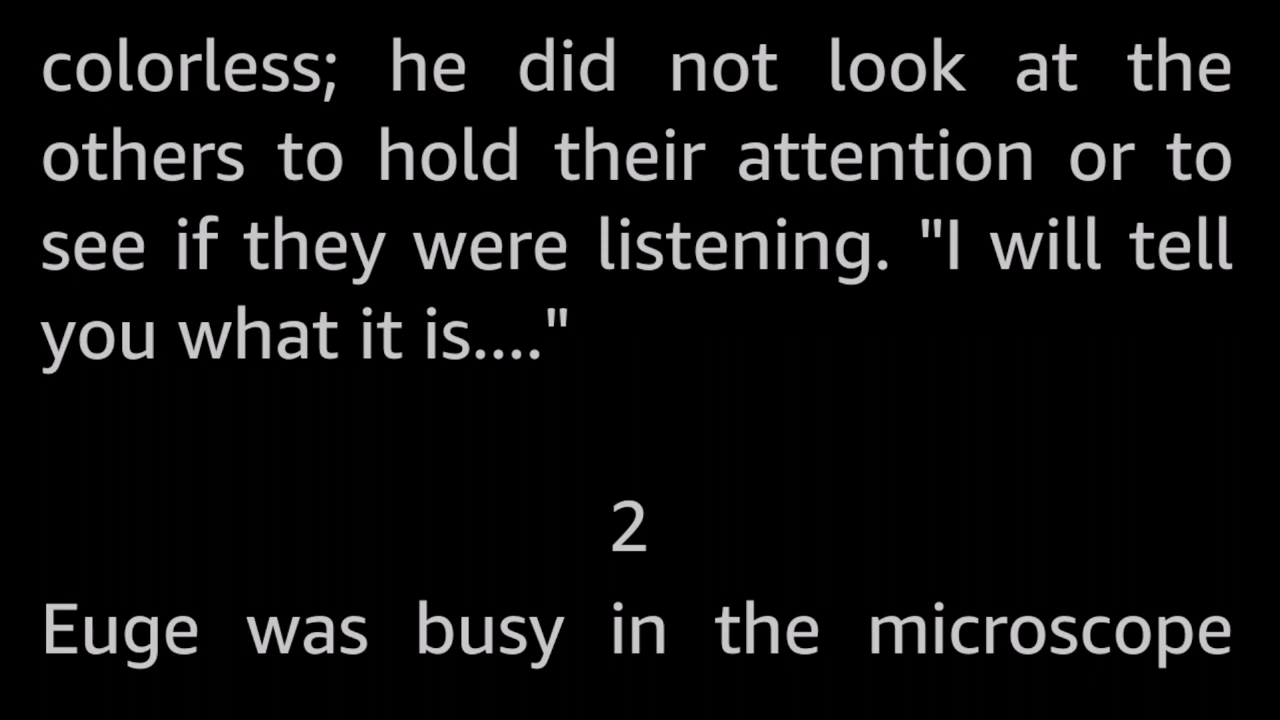 colorless; he did not look at the
others to hold their attention or to
see if they were listening. "I will tell
you what it is...."
2
Euge was busy in the microscope